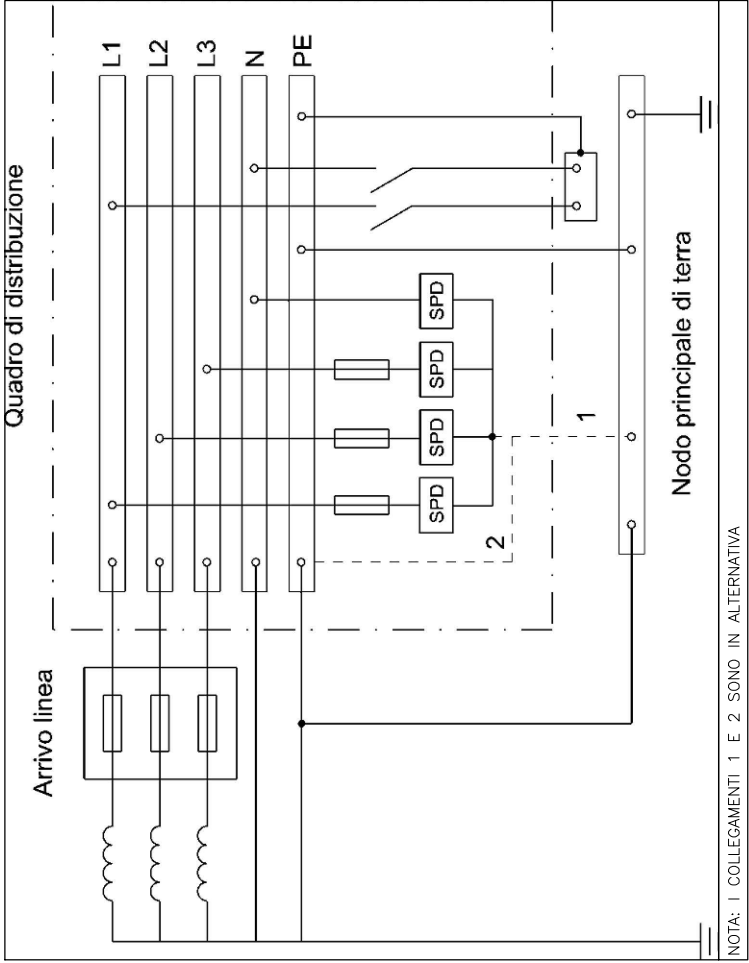 Quadro di distribuzione
Arrivo linea
L1
L2
L3
N
PE
SPD
SPD
SPD
SPD
2
1
Nodo principale di terra
NOTA: I COLLEGAMENTI 1 E 2 SONO IN ALTERNATIVA